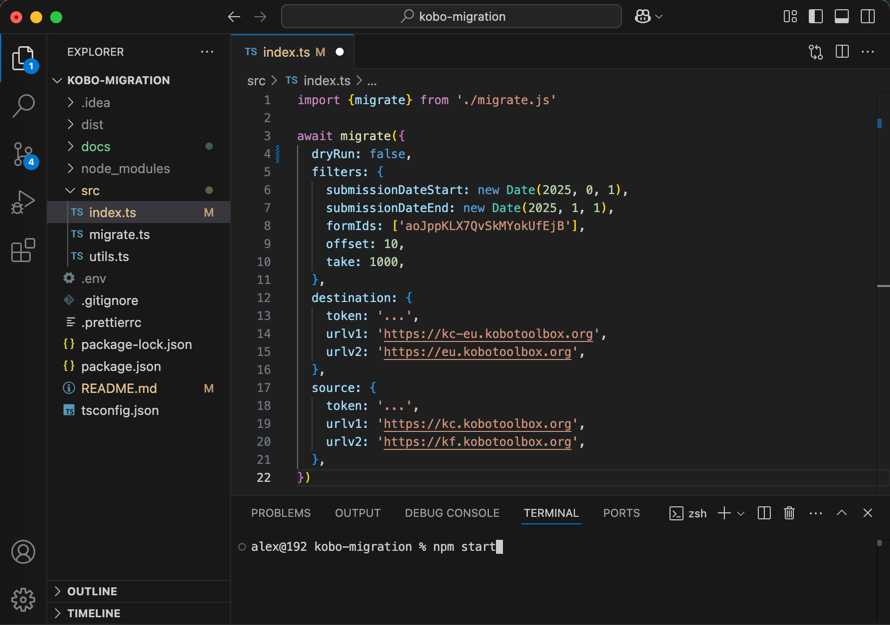 kobo-migration
EXPLORER
KOBO-MIGRATION
.idea
dist
docs
node_modules
src
TS index.ts M
TS migrate.ts
TS utils.ts
.env
.gitignore
.prettierrc
{} package-lock.json
{} package.json
README.md M
TS tsconfig.json
OUTLINE
TIMELINE
1
4
TS index.ts M
src > TS index.ts > ...
1 import {migrate} from './migrate.js'
2
3 await migrate({
4 dryRun: false,
5 filters: {
6 submissionDateStart: new Date(2025, 0, 1),
7 submissionDateEnd: new Date(2025, 1, 1),
8 formIds: ['aoJppKLX7QvSkMYokUfEjB'],
9 offset: 10,
10 take: 1000,
11 },
12 destination: {
13 token: '...',
14 urlv1: 'https://kc-eu.kobotoolbox.org',
15 urlv2: 'https://eu.kobotoolbox.org',
16 },
17 source: {
18 token: '...',
19 urlv1: 'https://kc.kobotoolbox.org',
20 urlv2: 'https://kf.kobotoolbox.org',
21 },
22 })
PROBLEMS OUTPUT DEBUG CONSOLE TERMINAL PORTS zsh
alex@192 kobo-migration % npm start